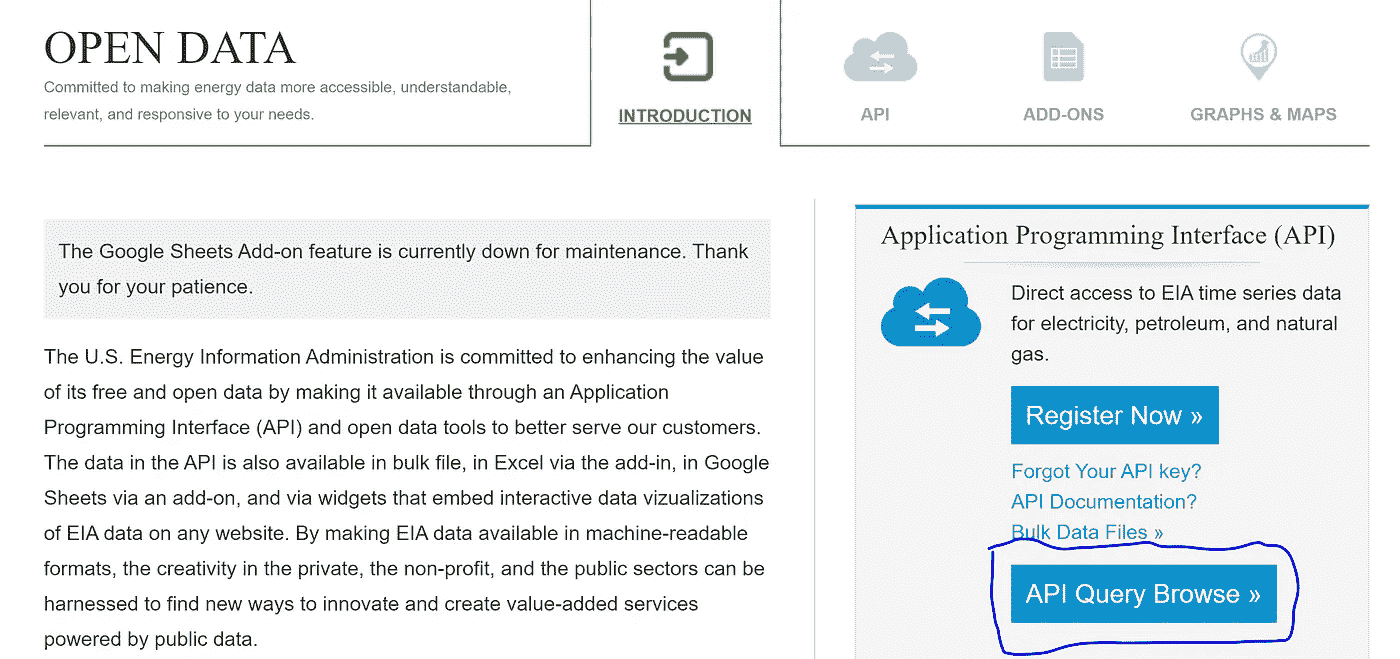 OPEN DATA
Committed to making energy data more accessible, understandable,
relevant, and responsive to your needs.
INTRODUCTION
API
ADD-ONS
GRAPHS & MAPS
The Google Sheets Add-on feature is currently down for maintenance. Thank
you for your patience.
The U.S. Energy Information Administration is committed to enhancing the value
of its free and open data by making it available through an Application
Programming Interface (API) and open data tools to better serve our customers.
The data in the API is also available in bulk file, in Excel via the add-in, in Google
Sheets via an add-on, and via widgets that embed interactive data vizualizations
of EIA data on any website. By making EIA data available in machine-readable
formats, the creativity in the private, the non-profit, and the public sectors can be
harnessed to find new ways to innovate and create value-added services
powered by public data.
Application Programming Interface (API)
Direct access to EIA time series data
for electricity, petroleum, and natural
gas.
Register Now »
Forgot Your API key?
API Documentation?
Bulk Data Files »
API Query Browse »